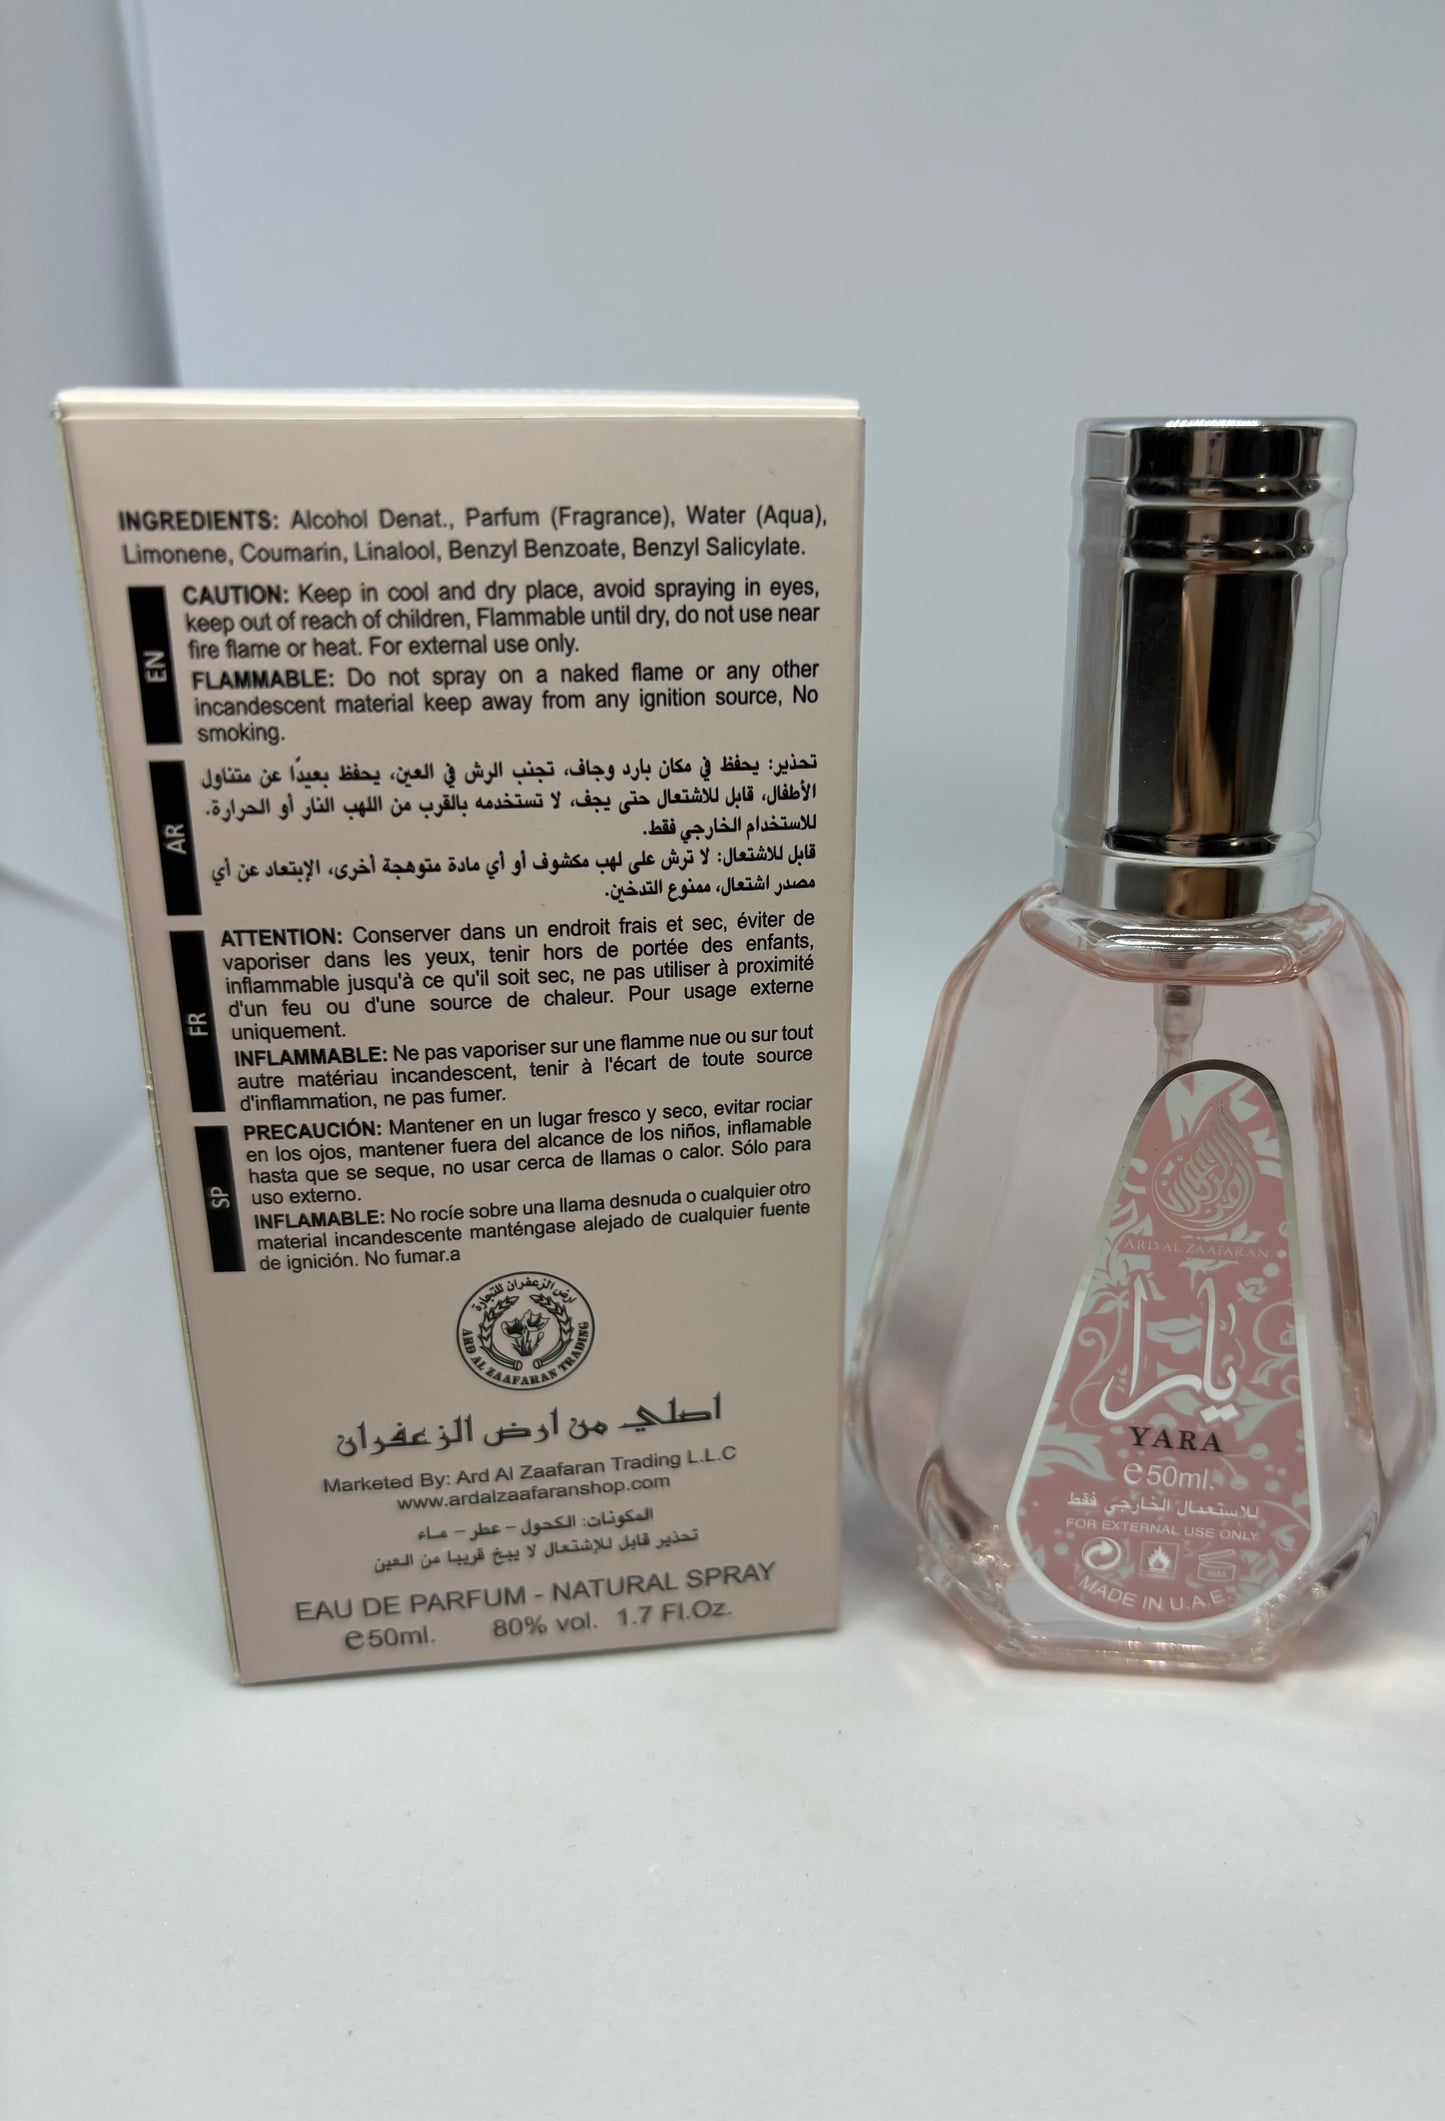 INGREDIENTS: Alcohol Denat., Parfum (Fragrance), Water (Aqua),
Limonene, Coumarin, Linalool, Benzyl Benzoate, Benzyl Salicylate.
EN
CAUTION: Keep in cool and dry place, avoid spraying in eyes,
keep out of reach of children, Flammable until dry, do not use near
fire flame or heat. For external use only.
FLAMMABLE: Do not spray on a naked flame or any other
incandescent material keep away from any ignition source, No
smoking.
AR
تحذير: يحفظ في مكان بارد وجاف، تجنب الرش في العين، يحفظ بعيدًا عن متناول
الأطفال، قابل للاشتعال حتى يجف، لا تستخدمه بالقرب من اللهب النار أو الحرارة.
للاستخدام الخارجي فقط.
قابل للاشتعال: لا ترش على لهب مكشوف أو أي مادة متوهجة أخرى، الإبتعاد عن أي
مصدر اشتعال، ممنوع التدخين.
FR
ATTENTION: Conserver dans un endroit frais et sec, éviter de
vaporiser dans les yeux, tenir hors de portée des enfants,
inflammable jusqu'à ce qu'il soit sec, ne pas utiliser à proximité
d'un feu ou d'une source de chaleur. Pour usage externe
uniquement.
INFLAMMABLE: Ne pas vaporiser sur une flamme nue ou sur tout
autre matériau incandescent, tenir à l'écart de toute source
d'inflammation, ne pas fumer.
SP
PRECAUCIÓN: Mantener en un lugar fresco y seco, evitar rociar
en los ojos, mantener fuera del alcance de los niños, inflamable
hasta que se seque, no usar cerca de llamas o calor. Sólo para
uso externo.
INFLAMABLE: No rocíe sobre una llama desnuda o cualquier otro
material incandescente manténgase alejado de cualquier fuente
de ignición. No fumar.a
ارض الزعفران للتجارة
ARD AL ZAAFARAN TRADING
اصلي من ارض الزعفران
Marketed By: Ard Al Zaafaran Trading L.L.C
www.ardalzaafaranshop.com
المكونات: الكحول – عطر – ماء
تحذير قابل للإشتعال لا يبخ قريبا من العين
EAU DE PARFUM - NATURAL SPRAY
e50ml. 80% vol. 1.7 Fl.Oz.
ARD AL ZAAFARAN
يارا
YARA
e50ml.
للاستعمال الخارجي فقط
FOR EXTERNAL USE ONLY.
MADE IN U.A.E.